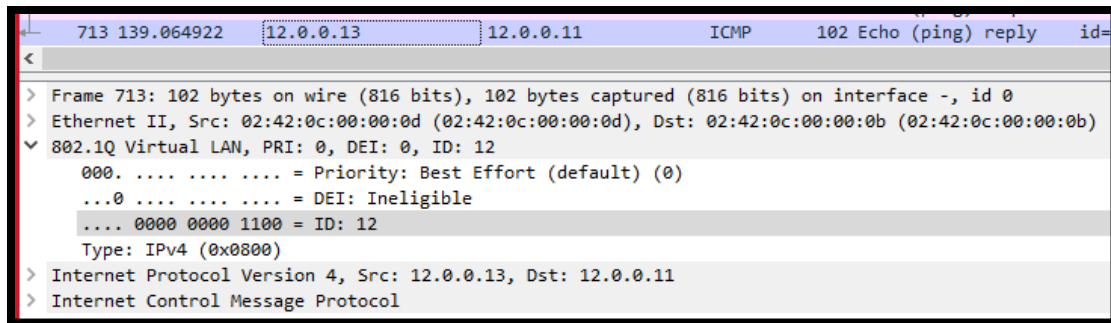 713 139.064922 12.0.0.13 12.0.0.11 ICMP 102 Echo (ping) reply id=
Frame 713: 102 bytes on wire (816 bits), 102 bytes captured (816 bits) on interface -, id 0
Ethernet II, Src: 02:42:0c:00:00:0d (02:42:0c:00:00:0d), Dst: 02:42:0c:00:00:0b (02:42:0c:00:00:0b)
802.1Q Virtual LAN, PRI: 0, DEI: 0, ID: 12
000. .... .... .... = Priority: Best Effort (default) (0)
...0 .... .... .... = DEI: Ineligible
.... 0000 0000 1100 = ID: 12
Type: IPv4 (0x0800)
Internet Protocol Version 4, Src: 12.0.0.13, Dst: 12.0.0.11
Internet Control Message Protocol